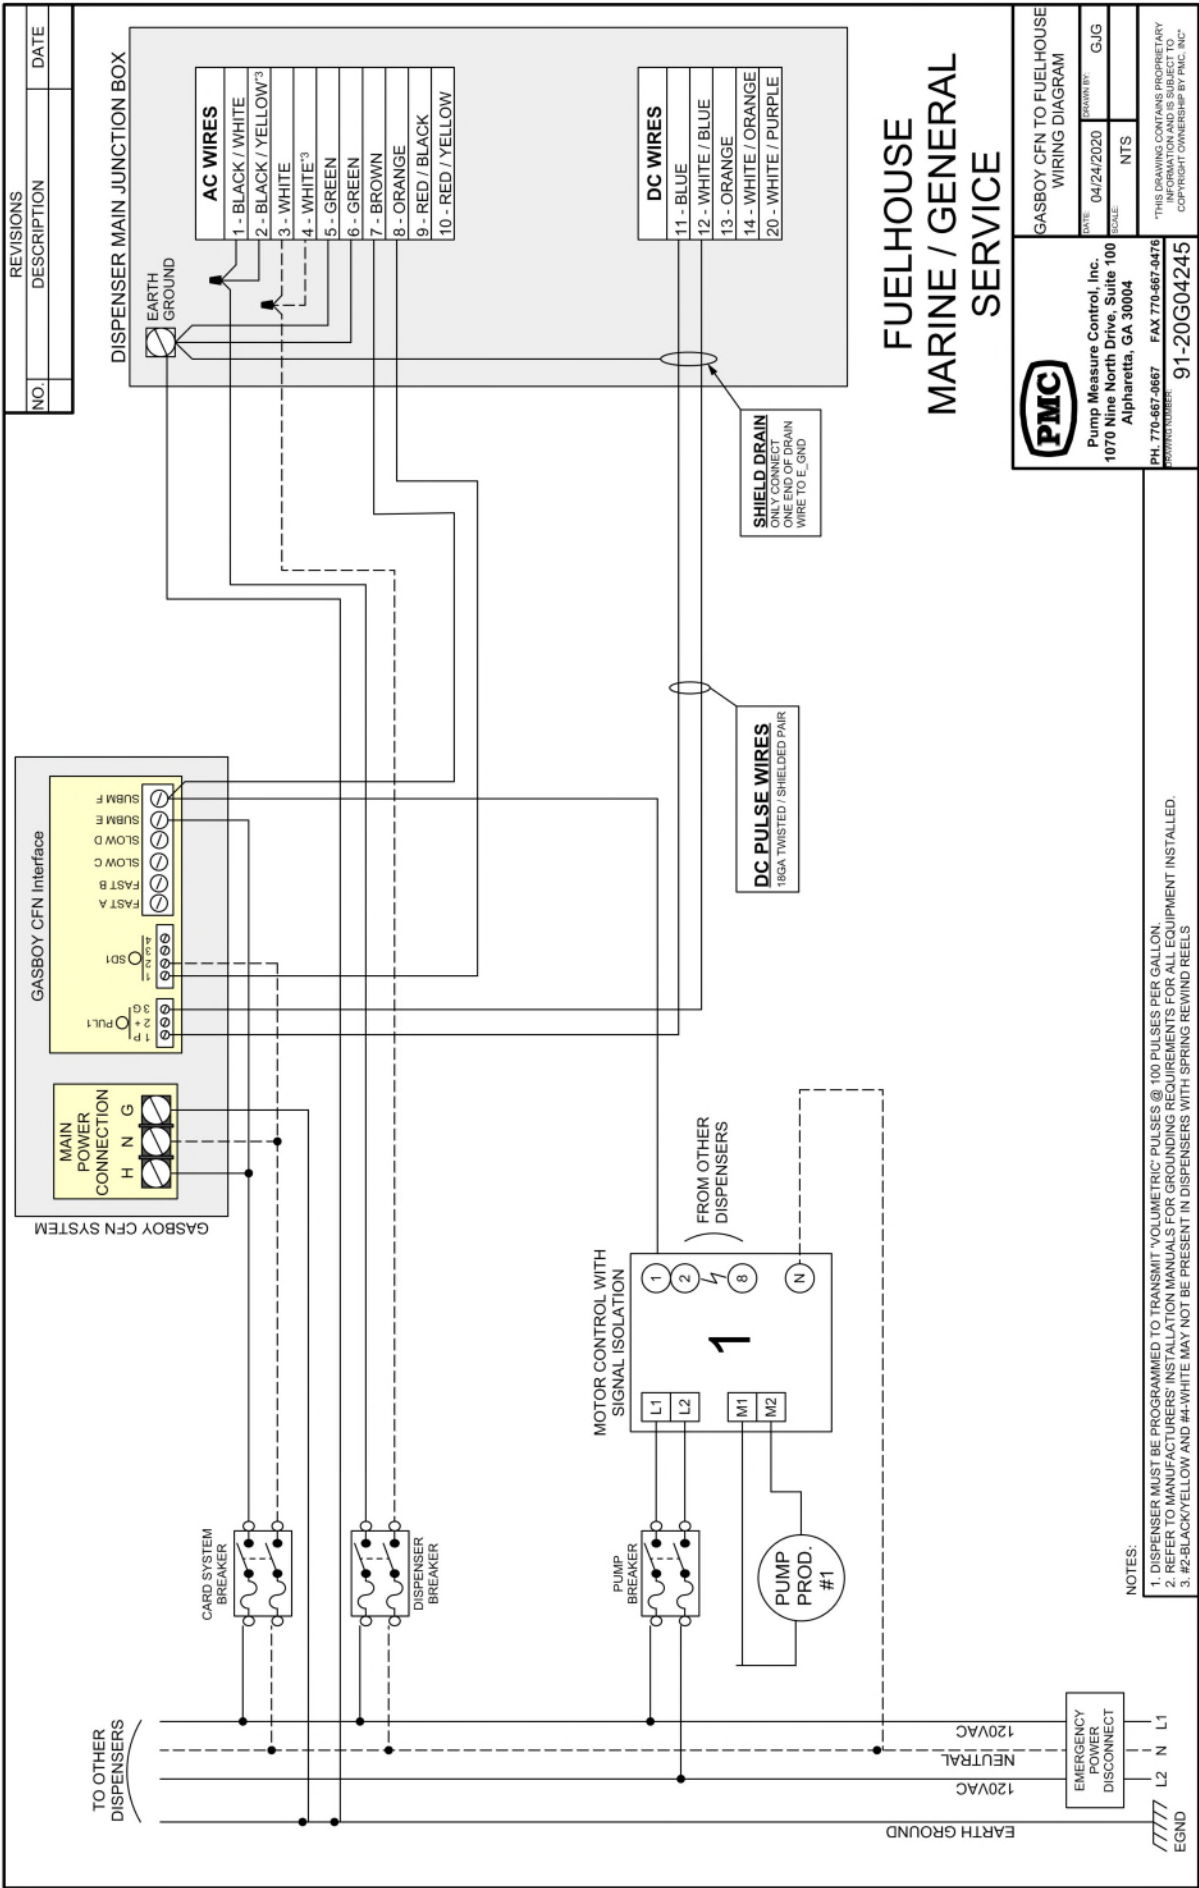 REVISIONS
NO. DESCRIPTION DATE
DISPENSER MAIN JUNCTION BOX
EARTH
GROUND
AC WIRES
1 - BLACK / WHITE
2 - BLACK / YELLOW*3
3 - WHITE
4 - WHITE*3
5 - GREEN
6 - GREEN
7 - BROWN
8 - ORANGE
9 - RED / BLACK
10 - RED / YELLOW
DC WIRES
11 - BLUE
12 - WHITE / BLUE
13 - ORANGE
14 - WHITE / ORANGE
20 - WHITE / PURPLE
SHIELD DRAIN
ONLY CONNECT
ONE END OF DRAIN
WIRE TO E_GND
DC PULSE WIRES
18GA TWISTED / SHIELDED PAIR
GASBOY CFN Interface
SUBM F
SUBM E
SLOW D
SLOW C
FAST B
FAST A
SD1
1 2 3 4
PUL1
1 P
2 +
3 G
MAIN
POWER
CONNECTION
H N G
GASBOY CFN SYSTEM
MOTOR CONTROL WITH
SIGNAL ISOLATION
L1
L2
M1
M2
1
1
2
8
N
FROM OTHER
DISPENSERS
CARD SYSTEM
BREAKER
DISPENSER
BREAKER
PUMP
BREAKER
PUMP
PROD.
#1
TO OTHER
DISPENSERS
120VAC
NEUTRAL
120VAC
EARTH GROUND
EMERGENCY
POWER
DISCONNECT
EGND L2 N L1
FUELHOUSE
MARINE / GENERAL
SERVICE
NOTES:
1. DISPENSER MUST BE PROGRAMMED TO TRANSMIT 'VOLUMETRIC' PULSES @ 100 PULSES PER GALLON.
2. REFER TO MANUFACTURERS' INSTALLATION MANUALS FOR GROUNDING REQUIREMENTS FOR ALL EQUIPMENT INSTALLED.
3. #2-BLACK/YELLOW AND #4-WHITE MAY NOT BE PRESENT IN DISPENSERS WITH SPRING REWIND REELS
PMC
Pump Measure Control, Inc.
1070 Nine North Drive, Suite 100
Alpharetta, GA 30004
PH. 770-667-0667 FAX 770-667-0476
DRAWING NUMBER:
91-20G04245
GASBOY CFN TO FUELHOUSE
WIRING DIAGRAM
DATE: 04/24/2020
DRAWN BY: GJG
SCALE: NTS
"THIS DRAWING CONTAINS PROPRIETARY
INFORMATION AND IS SUBJECT TO
COPYRIGHT OWNERSHIP BY PMC, INC"